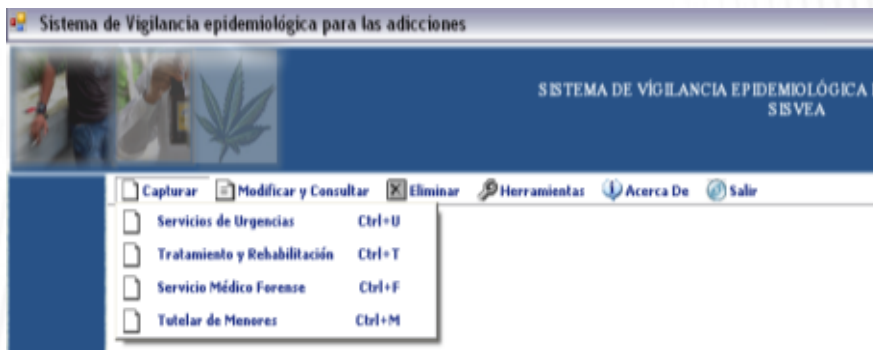 Sistema de Vigilancia epidemiológica para las adicciones
SISTEMA DE VÍGILANCIA EPIDEMIOLÓGICA
SISVEA
Capturar Modificar y Consultar Eliminar Herramientas Acerca De Salir
Servicios de Urgencias Ctrl+U
Tratamiento y Rehabilitación Ctrl+T
Servicio Médico Forense Ctrl+F
Tutelar de Menores Ctrl+M